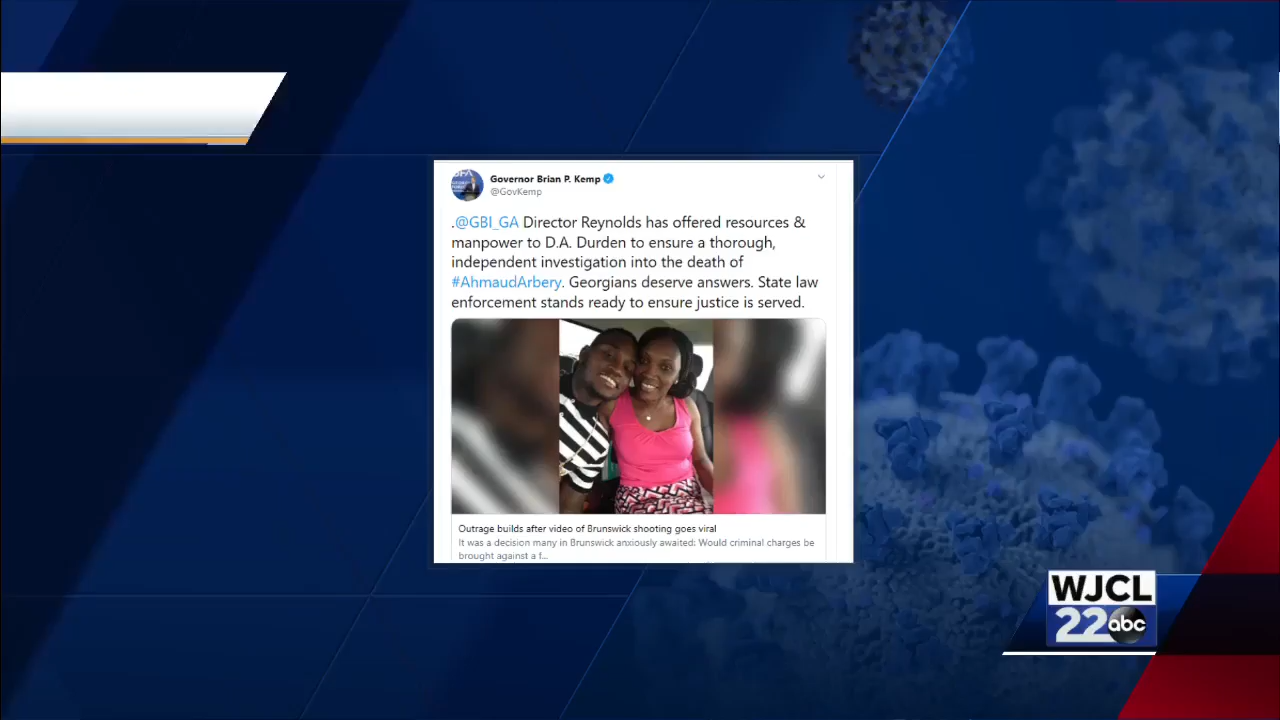 Governor Brian P. Kemp
@GovKemp
.@GBI_GA Director Reynolds has offered resources &
manpower to D.A. Durden to ensure a thorough,
independent investigation into the death of
#AhmaudArbery. Georgians deserve answers. State law
enforcement stands ready to ensure justice is served.
Outrage builds after video of Brunswick shooting goes viral
It was a decision many in Brunswick anxiously awaited: Would criminal charges be
brought against a f...
WJCL
22 abc